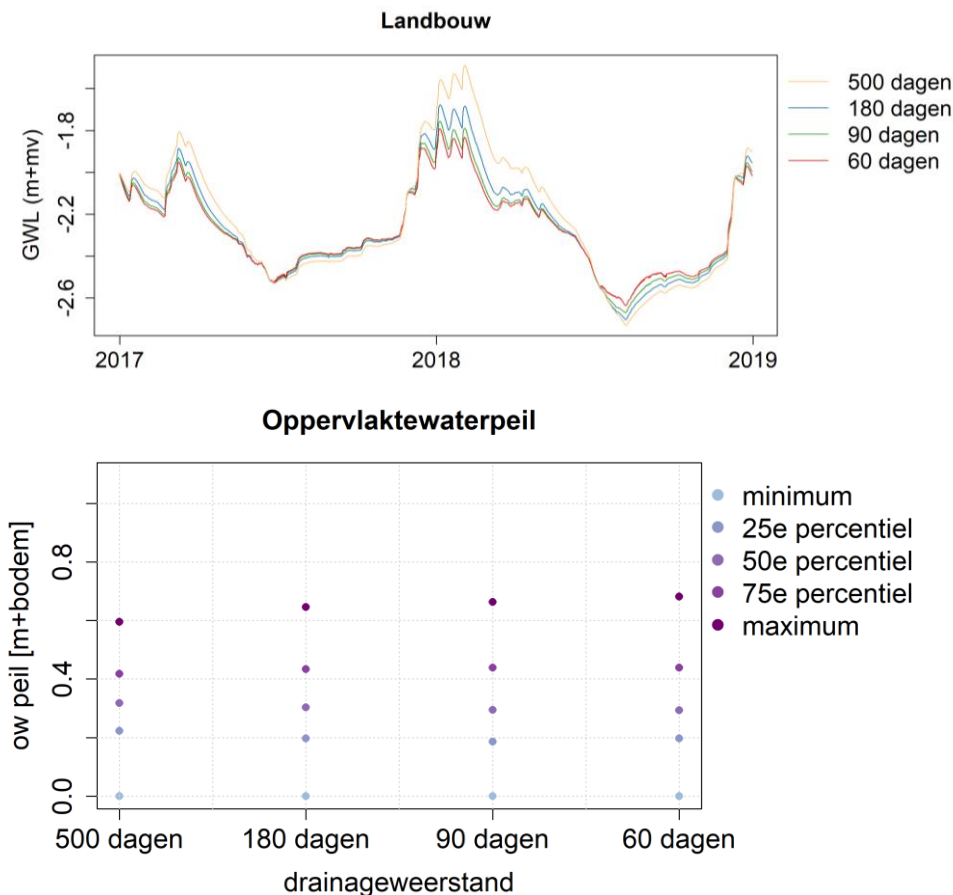 Landbouw
GWL (m+mv)
-1.8
-2.2
-2.6
2017
2018
2019
500 dagen
180 dagen
90 dagen
60 dagen
Oppervlaktewaterpeil
ow peil [m+bodem]
0.8
0.4
0.0
500 dagen
180 dagen
90 dagen
60 dagen
drainageweerstand
minimum
25e percentiel
50e percentiel
75e percentiel
maximum